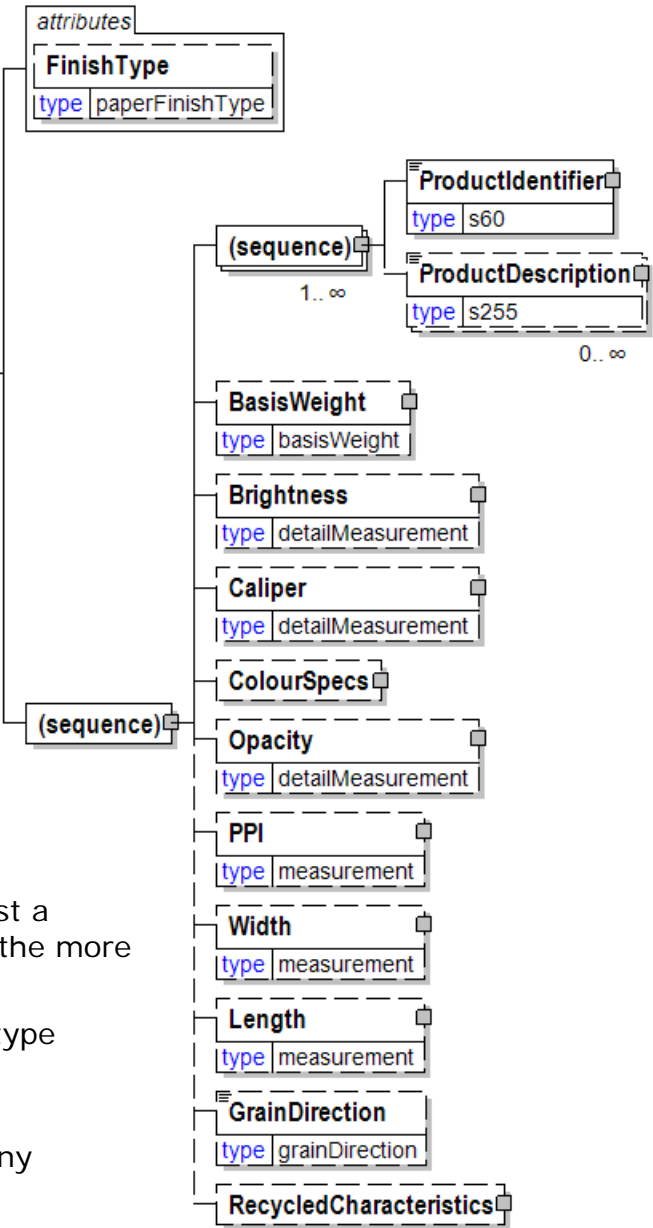 attributes
FinishType
type paperFinishType
ProductIdentifier
type s60
(sequence)
1.. ∞
ProductDescription
type s255
0.. ∞
BasisWeight
type basisWeight
Brightness
type detailMeasurement
Caliper
type detailMeasurement
ColourSpecs
(sequence)
Opacity
type detailMeasurement
PPI
type measurement
Width
type measurement
Length
type measurement
GrainDirection
type grainDirection
RecycledCharacteristics
st a
the more
type
ny